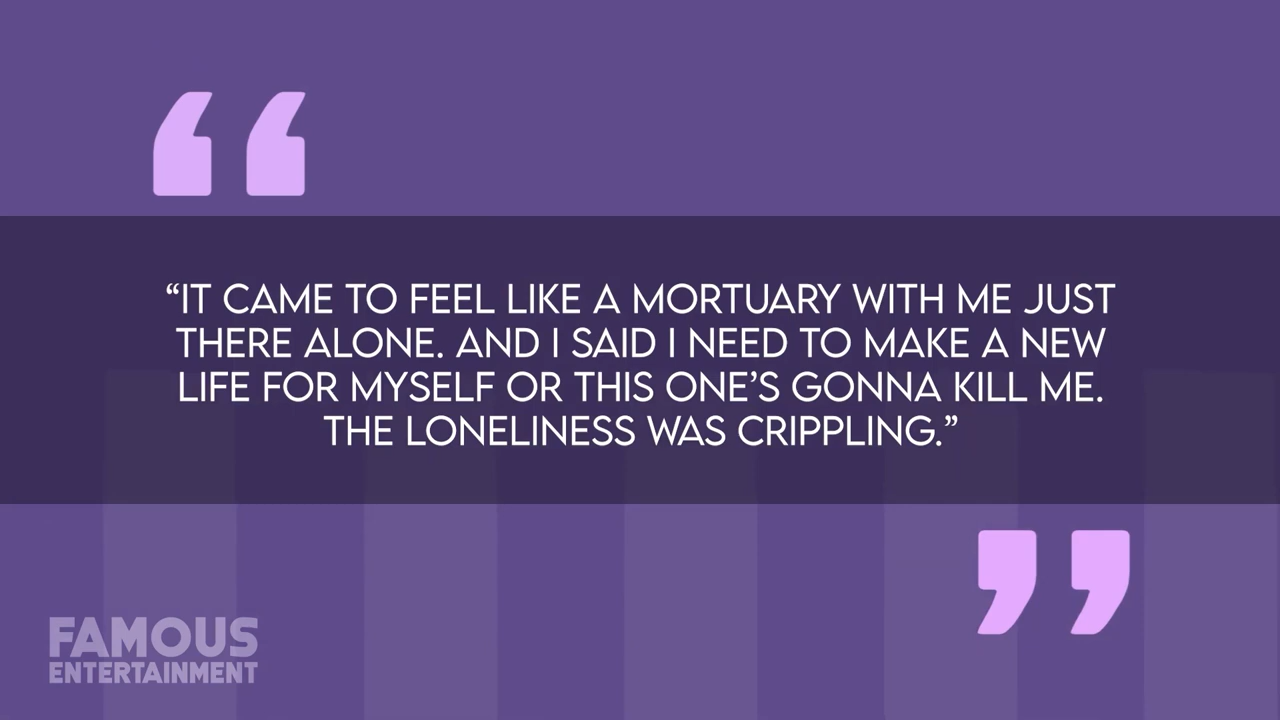 “IT CAME TO FEEL LIKE A MORTUARY WITH ME JUST
THERE ALONE. AND I SAID I NEED TO MAKE A NEW
LIFE FOR MYSELF OR THIS ONE’S GONNA KILL ME.
THE LONELINESS WAS CRIPPLING.”
FAMOUS
ENTERTAINMENT